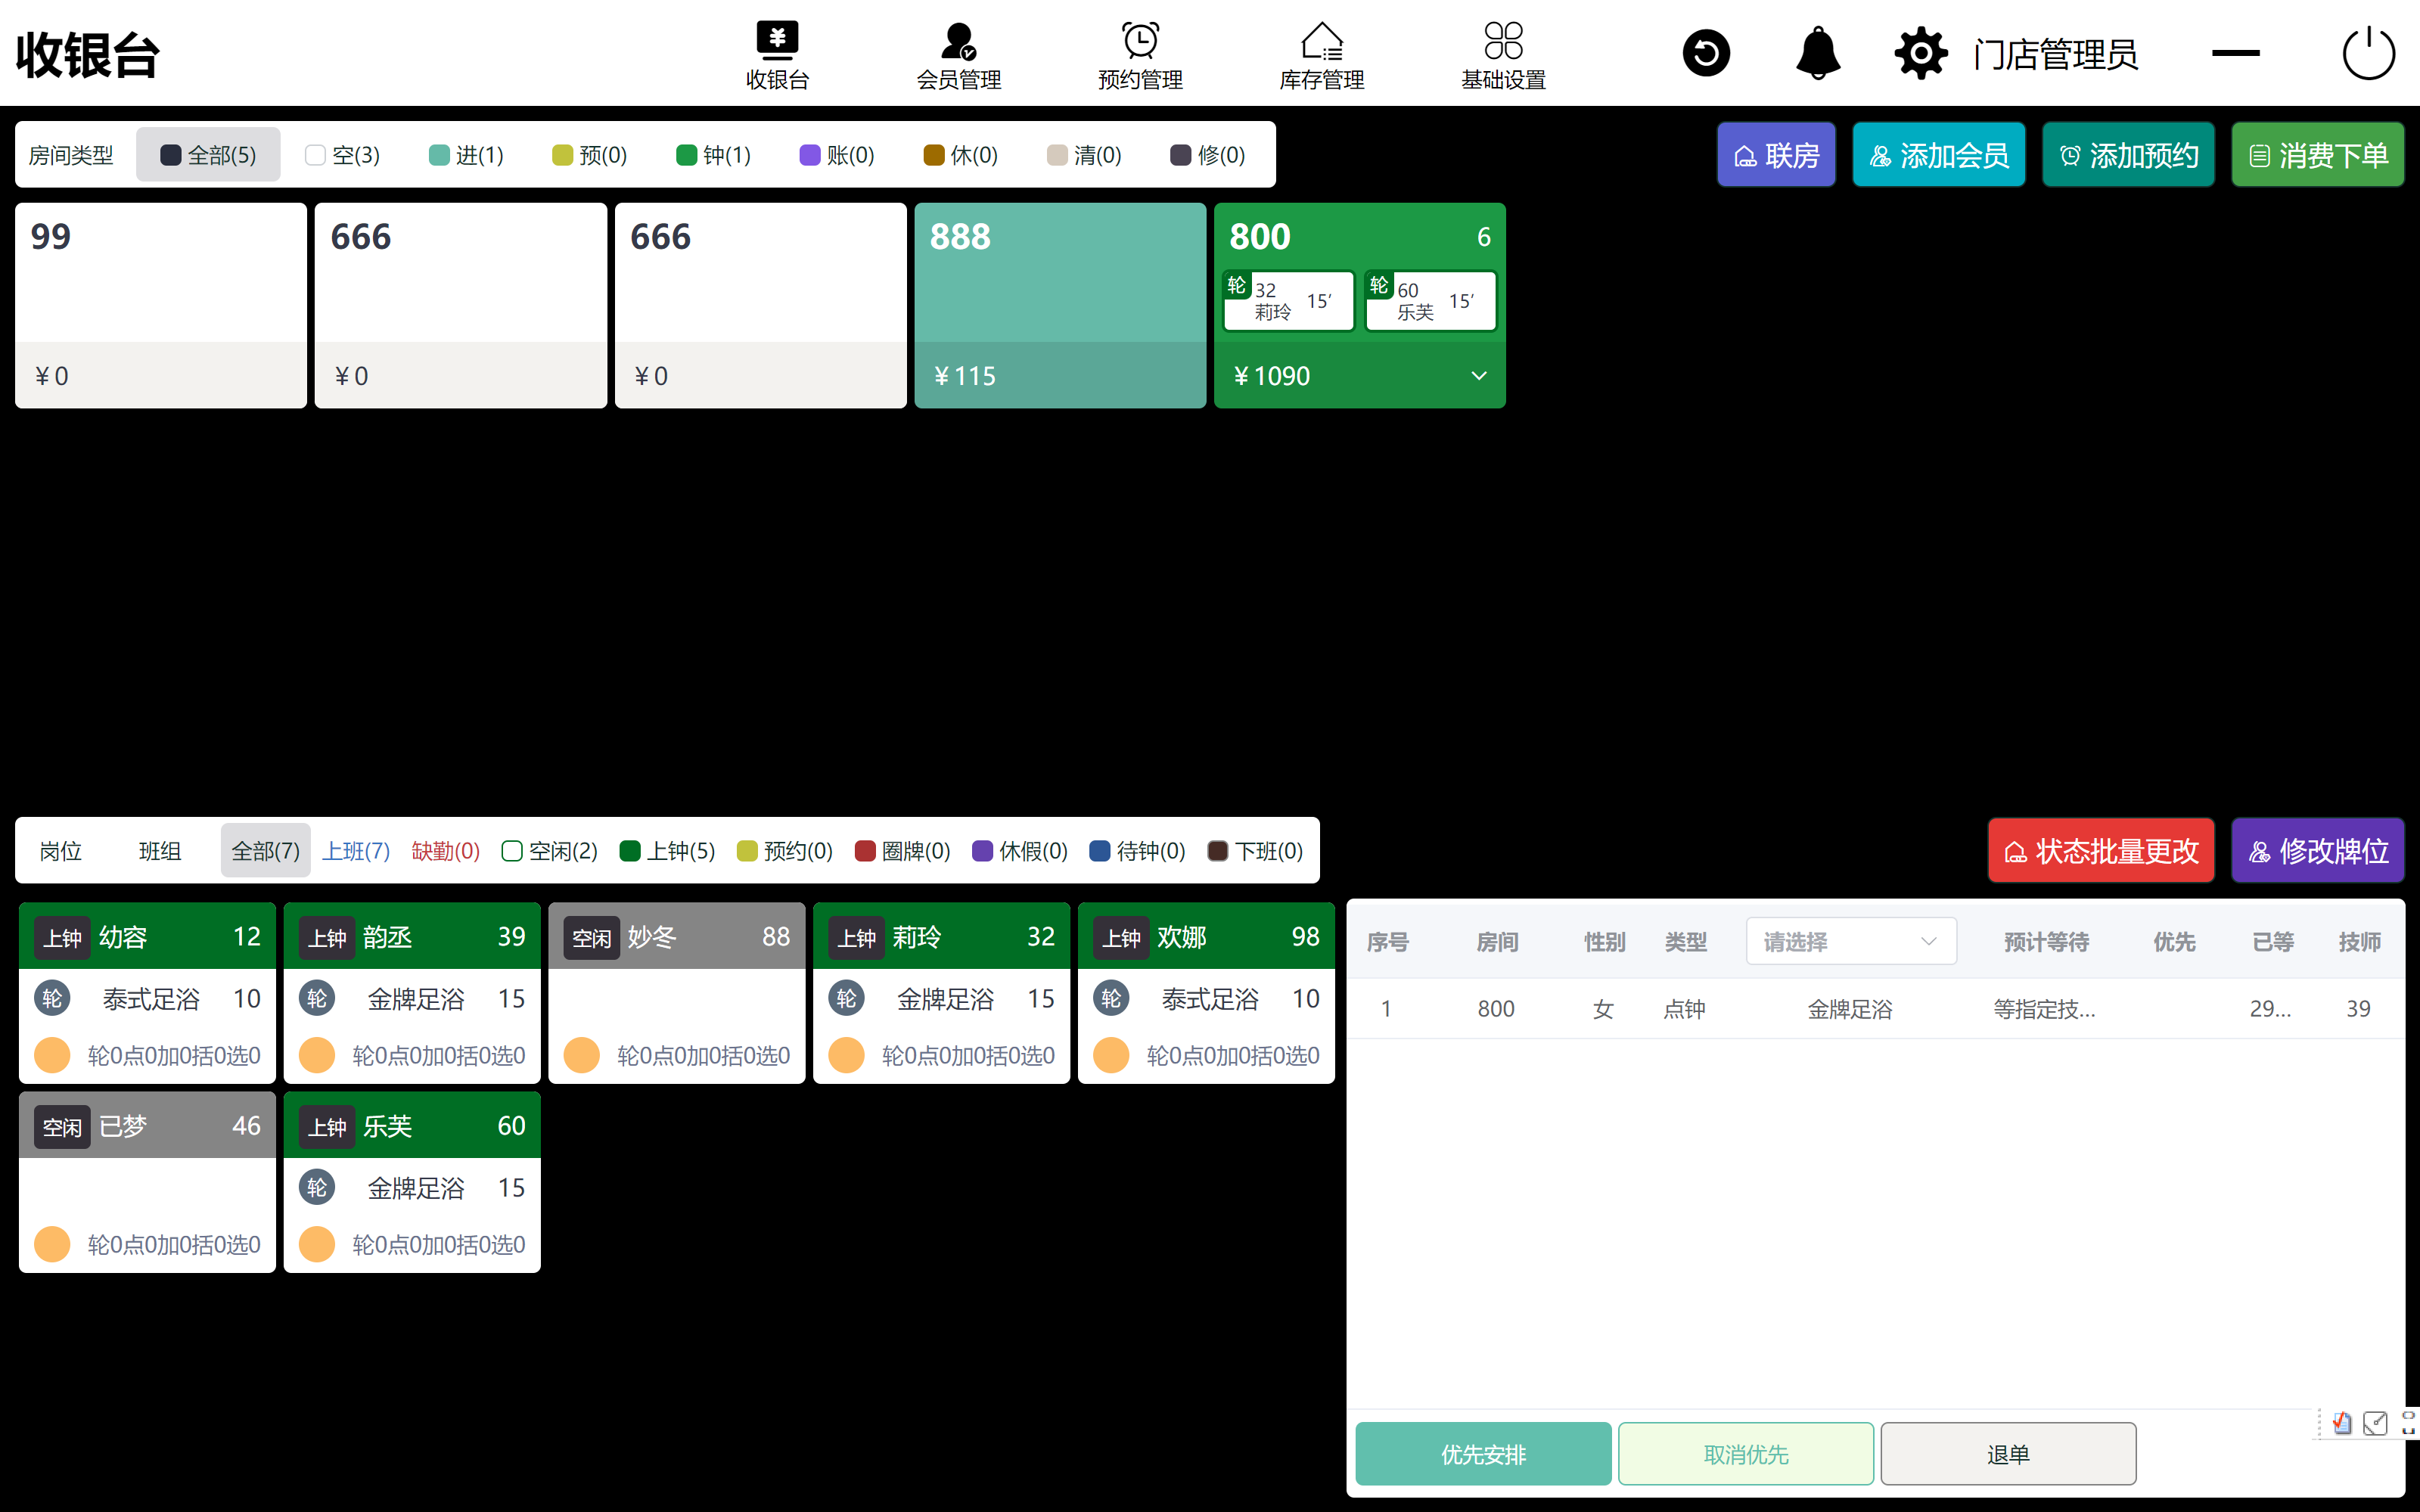 收银台
收银台 会员管理 预约管理 库存管理 基础设置 门店管理员
房间类型 全部(5) 空(3) 进(1) 预(0) 钟(1) 账(0) 休(0) 清(0) 修(0) 联房 添加会员 添加预约 消费下单
99 666 666 888 800 6
轮 32 莉玲 15′ 轮 60 乐芙 15′
¥0 ¥0 ¥0 ¥115 ¥1090
岗位 班组 全部(7) 上班(7) 缺勤(0) 空闲(2) 上钟(5) 预约(0) 圈牌(0) 休假(0) 待钟(0) 下班(0) 状态批量更改 修改牌位
上钟 幼容 12 上钟 韵丞 39 空闲 妙冬 88 上钟 莉玲 32 上钟 欢娜 98
轮 泰式足浴 10 轮 金牌足浴 15 轮 金牌足浴 15 轮 泰式足浴 10
轮0点0加0括0选0 轮0点0加0括0选0 轮0点0加0括0选0 轮0点0加0括0选0 轮0点0加0括0选0
空闲 已梦 46 上钟 乐芙 60
轮 金牌足浴 15
轮0点0加0括0选0 轮0点0加0括0选0
序号 房间 性别 类型 请选择 预计等待 优先 已等 技师
1 800 女 点钟 金牌足浴 等指定技... 29... 39
优先安排 取消优先 退单